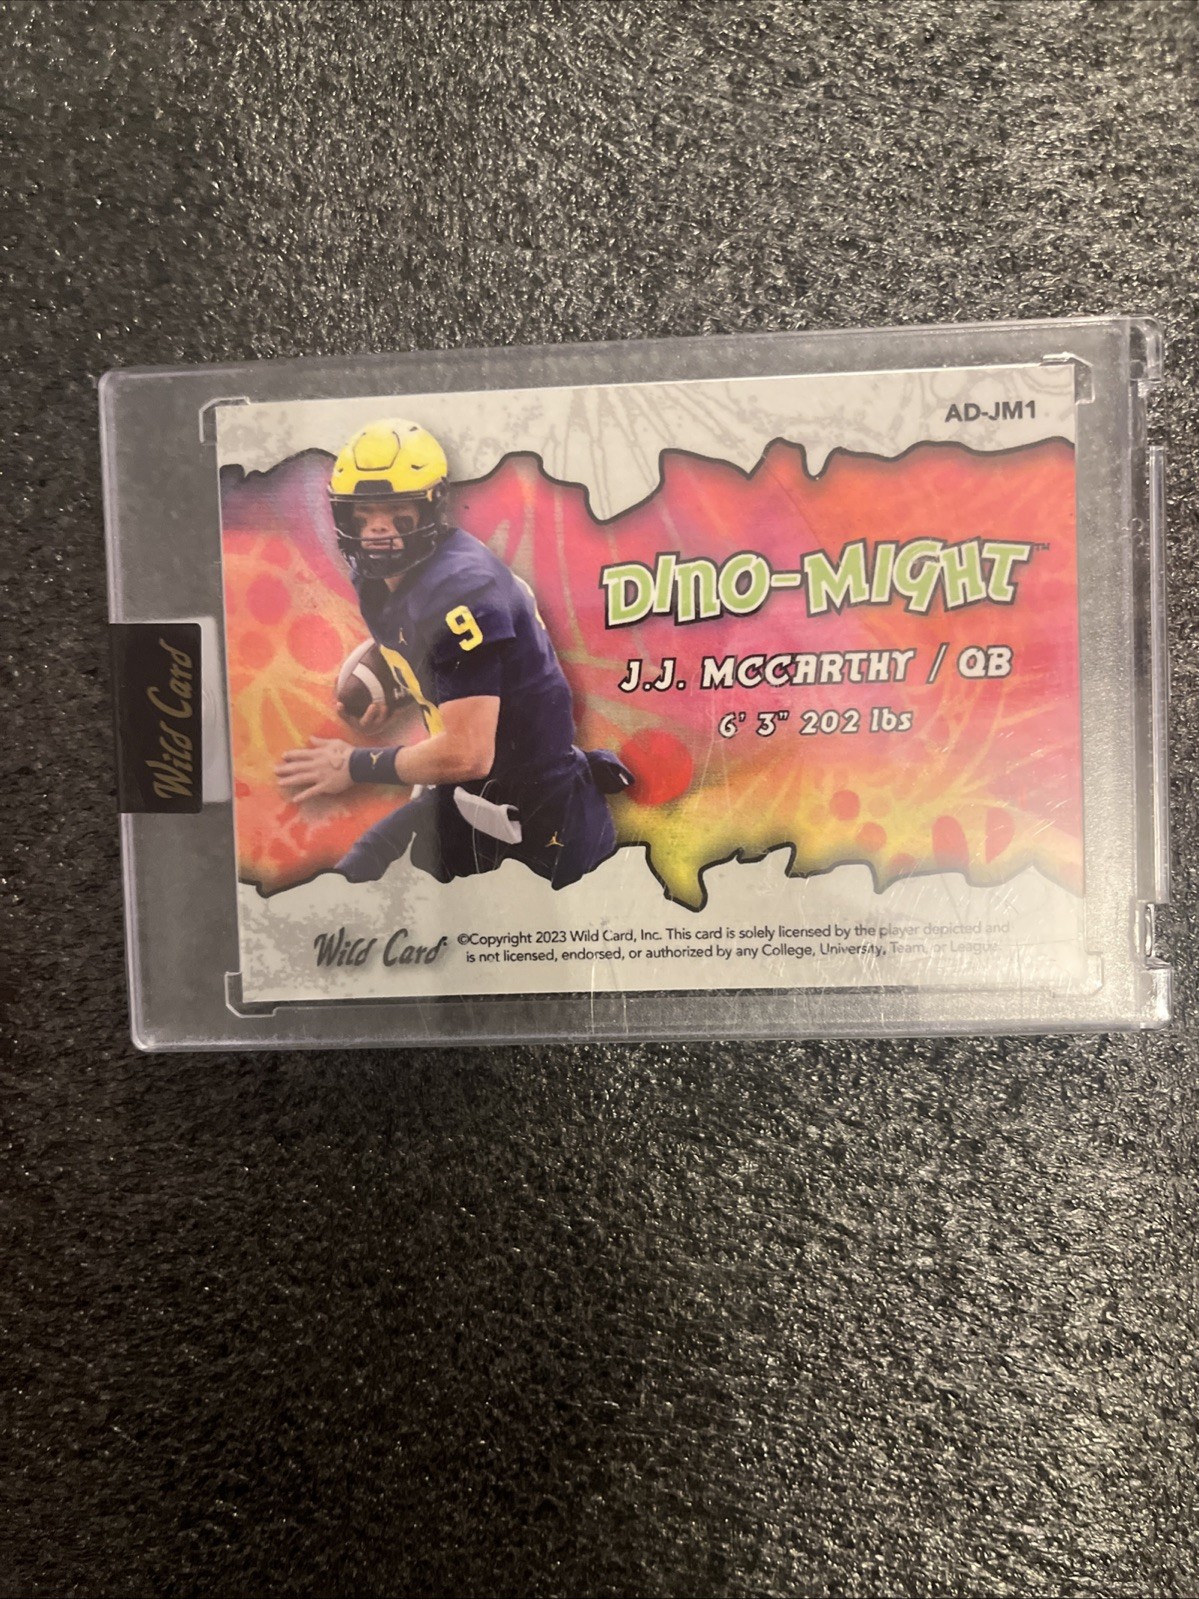 AD-JM1
DINO-MIGHT™
J.J. MCCARTHY / QB
6' 3" 202 lbs
9
Wild Card
Wild Card
©Copyright 2023 Wild Card, Inc. This card is solely licensed by the player depicted and
is not licensed, endorsed, or authorized by any College, University, Team, or League.